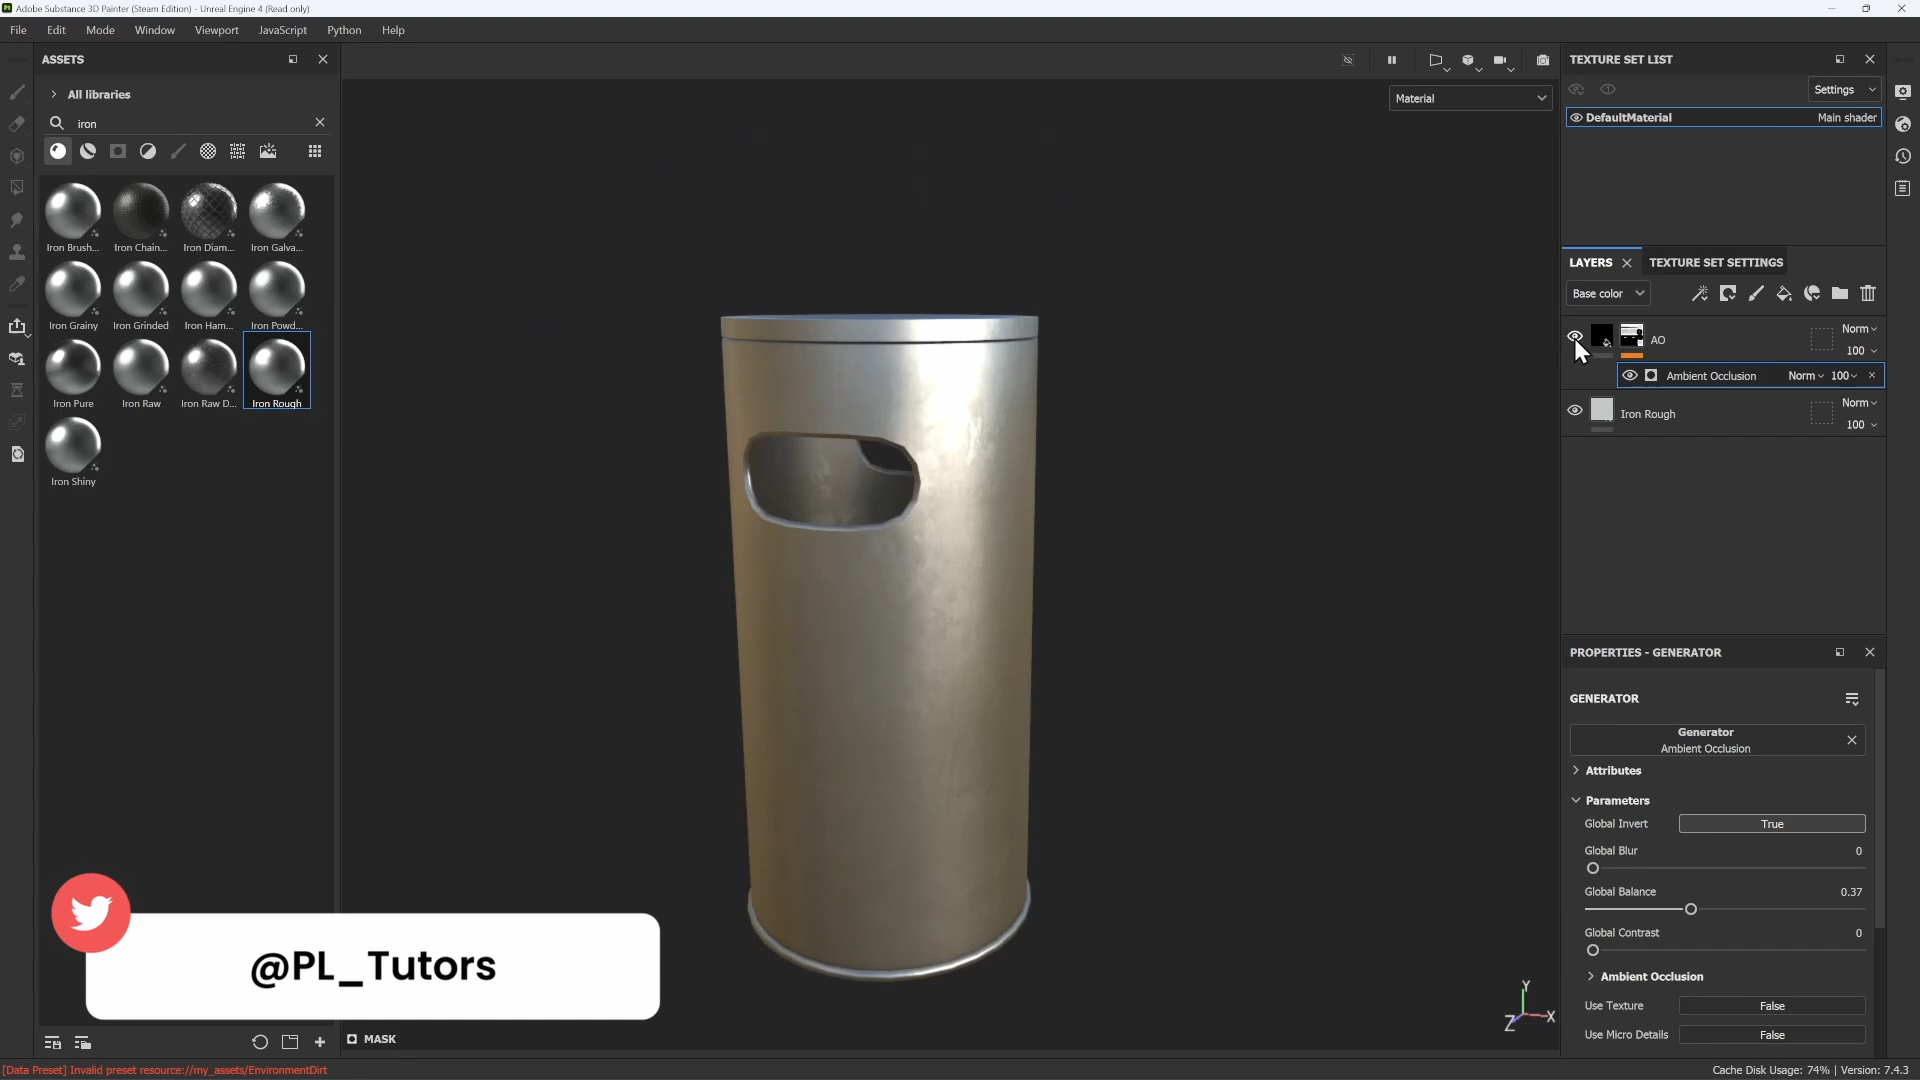 Adobe Substance 3D Painter (Steam Edition) - Unreal Engine 4 (Read only)
File Edit Mode Window Viewport JavaScript Python Help
ASSETS
All libraries
iron
Iron Brush... Iron Chain... Iron Diam... Iron Galva...
Iron Grainy Iron Grinded Iron Ham... Iron Powd...
Iron Pure Iron Raw Iron Raw D... Iron Rough
Iron Shiny
Material
TEXTURE SET LIST
Settings
DefaultMaterial Main shader
LAYERS TEXTURE SET SETTINGS
Base color
AO Norm
100
Ambient Occlusion Norm 100
Iron Rough Norm
100
PROPERTIES - GENERATOR
GENERATOR
Generator
Ambient Occlusion
Attributes
Parameters
Global Invert True
Global Blur 0
Global Balance 0.37
Global Contrast 0
Ambient Occlusion
Use Texture False
Use Micro Details False
@PL_Tutors
Y
Z X
MASK
[Data Preset] Invalid preset resource://my_assets/EnvironmentDirt
Cache Disk Usage: 74% | Version: 7.4.3